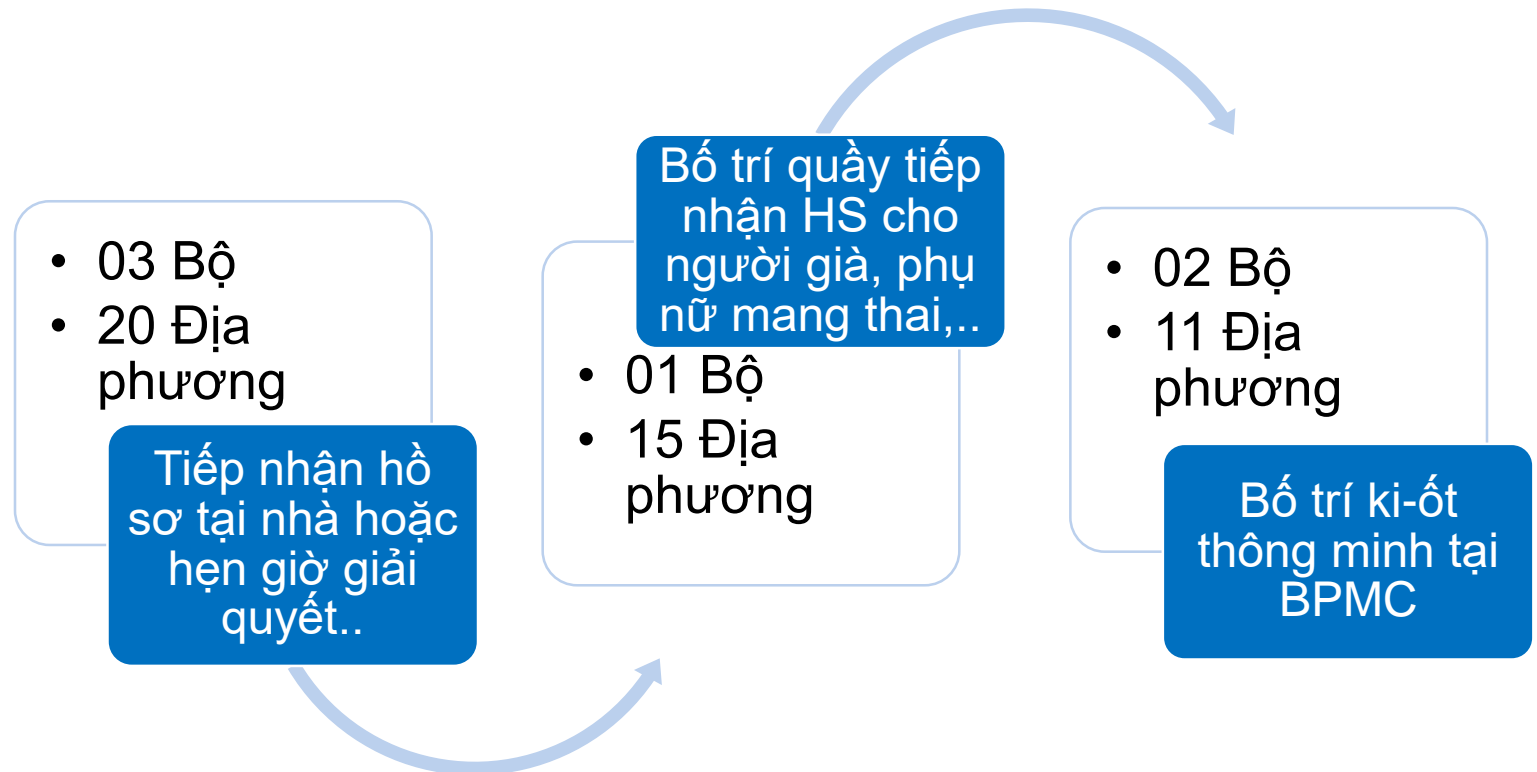 • 03 Bộ
• 20 Địa
phương
Tiếp nhận hồ
sơ tại nhà hoặc
hẹn giờ giải
quyết..
Bố trí quầy tiếp
nhận HS cho
người già, phụ
nữ mang thai,..
• 01 Bộ
• 15 Địa
phương
• 02 Bộ
• 11 Địa
phương
Bố trí ki-ốt
thông minh tại
BPMC